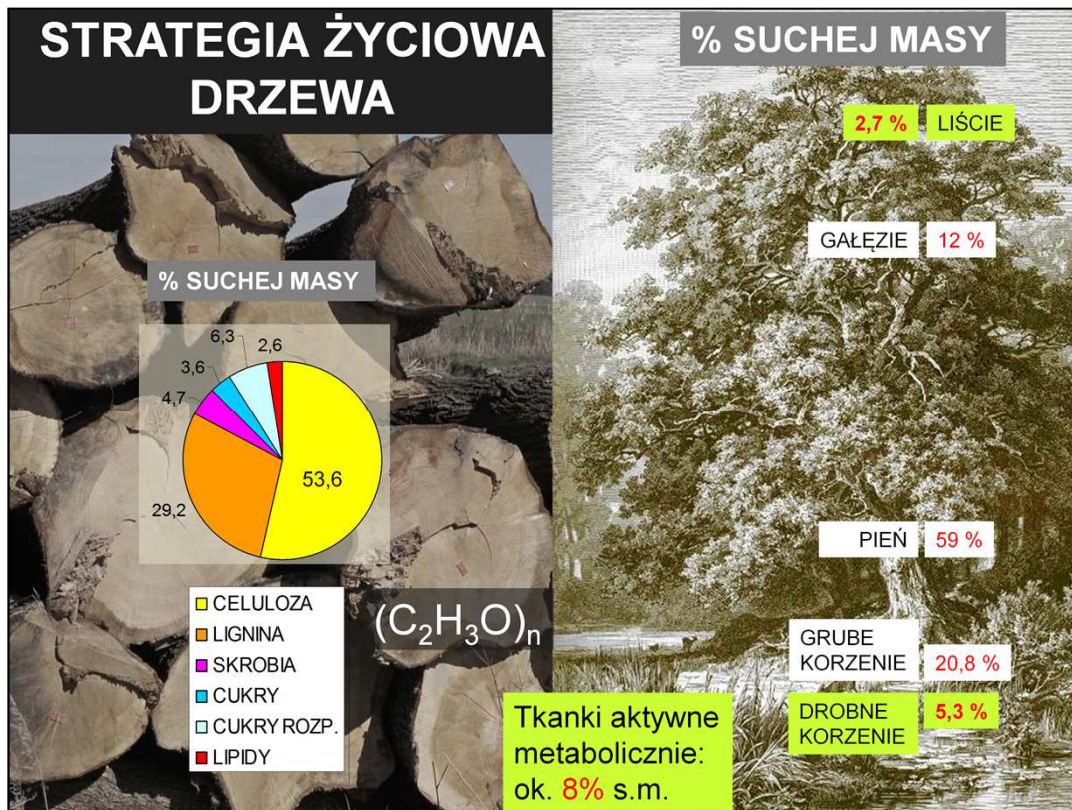 STRATEGIA ŻYCIOWA
DRZEWA
% SUCHEJ MASY
6,3
2,6
3,6
4,7
53,6
29,2
CELULOZA
LIGNINA
SKROBIA
CUKRY
CUKRY ROZP.
LIPIDY
(C₂H₃O)ₙ
% SUCHEJ MASY
2,7 % LIŚCIE
GAŁĘZIE 12 %
PIEŃ 59 %
GRUBE
KORZENIE 20,8 %
DROBNE 5,3 %
KORZENIE
Tkanki aktywne
metabolicznie:
ok. 8% s.m.